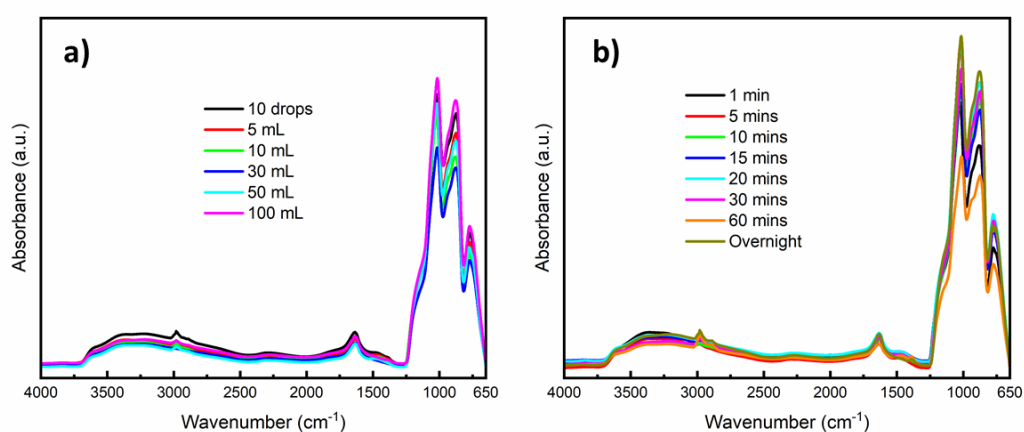 a)
10 drops
5 mL
10 mL
30 mL
50 mL
100 mL
Absorbance (a.u.)
4000 3500 3000 2500 2000 1500 1000 650
Wavenumber (cm⁻¹)
b)
1 min
5 mins
10 mins
15 mins
20 mins
30 mins
60 mins
Overnight
Absorbance (a.u.)
4000 3500 3000 2500 2000 1500 1000 650
Wavenumber (cm⁻¹)